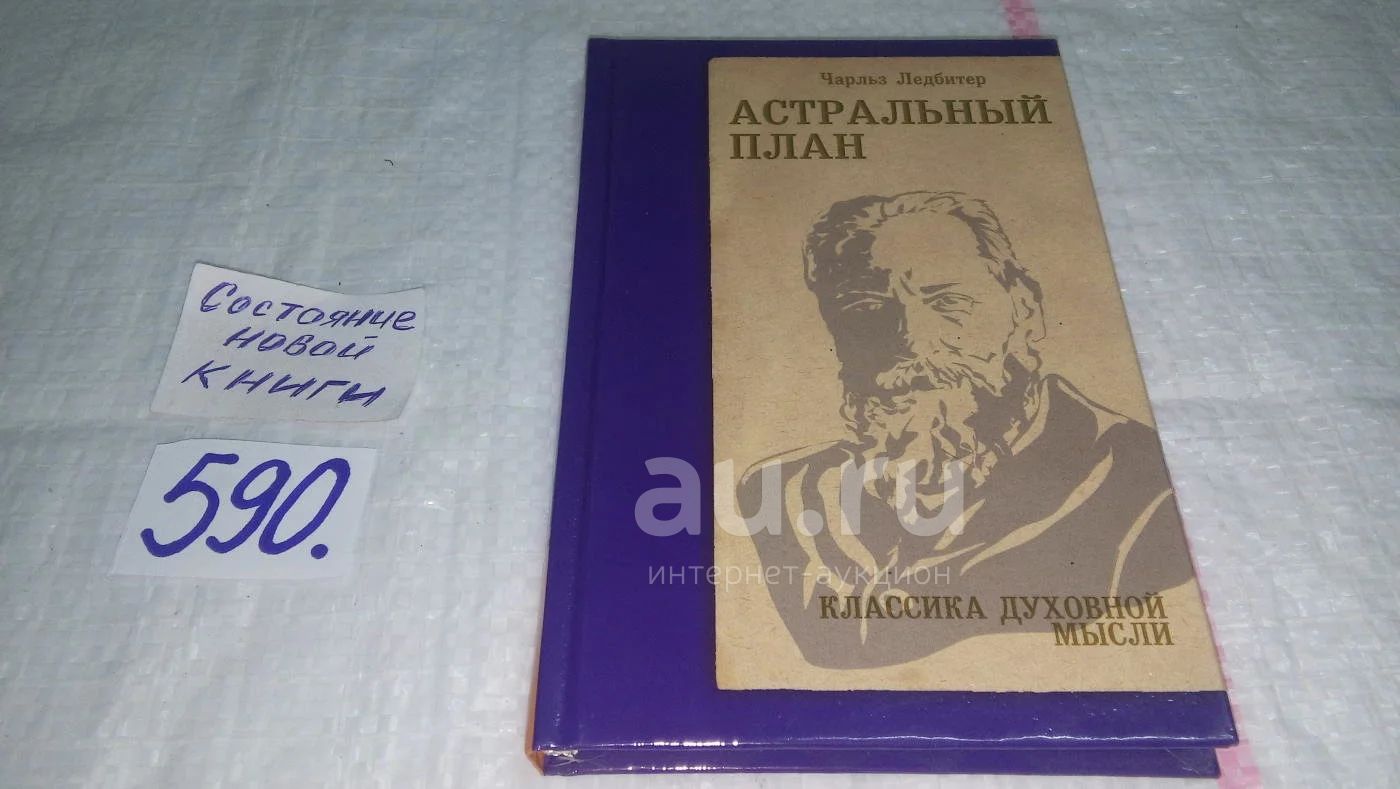 Чарльз Ледбитер
АСТРАЛЬНЫЙ
ПЛАН
Состояние
новой
книги
590.
au.ru
интернет-аукцион
КЛАССИКА ДУХОВНОЙ
МЫСЛИ